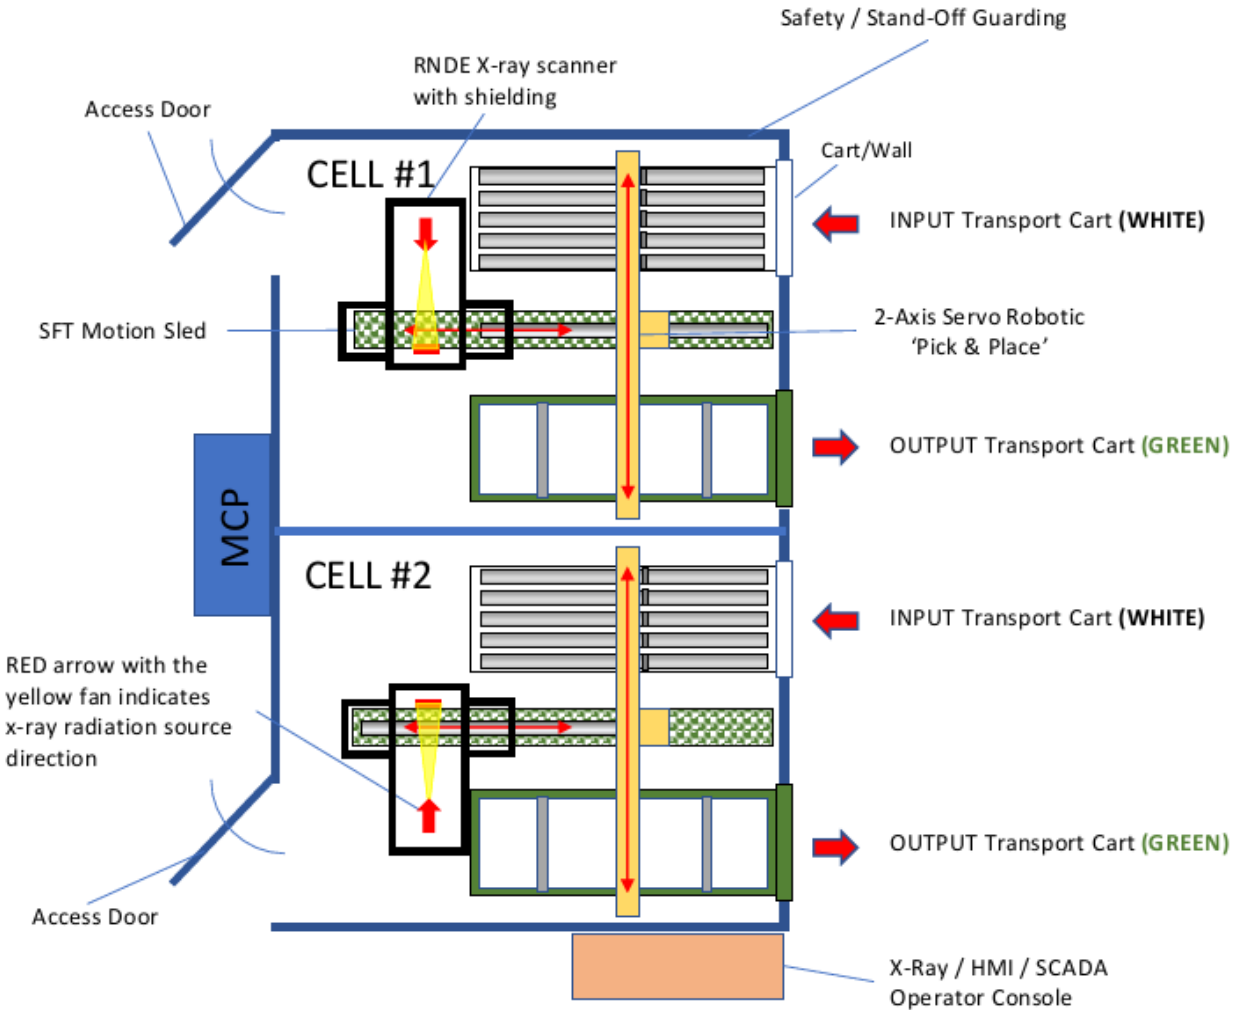 Safety / Stand-Off Guarding
RNDE X-ray scanner
with shielding
Access Door
Cart/Wall
CELL #1
INPUT Transport Cart (WHITE)
SFT Motion Sled
2-Axis Servo Robotic
‘Pick & Place’
OUTPUT Transport Cart (GREEN)
MCP
CELL #2
INPUT Transport Cart (WHITE)
RED arrow with the
yellow fan indicates
x-ray radiation source
direction
OUTPUT Transport Cart (GREEN)
Access Door
X-Ray / HMI / SCADA
Operator Console